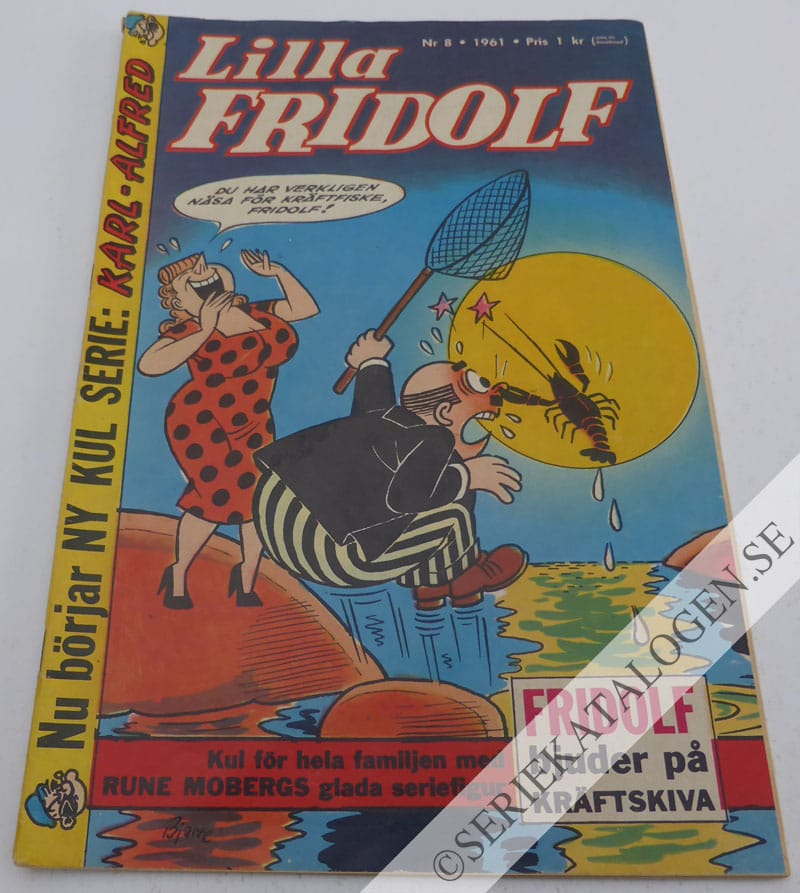 Lilla
FRIDOLF
Nr 8 • 1961 • Pris 1 kr
DU HAR VERKLIGEN
NÄSA FÖR KRÄFTFISKE,
FRIDOLF!
Nu börjar NY KUL SERIE: KARL-ALFRED
Kul för hela familjen med
RUNE MOBERGS glada seriefigur
FRIDOLF
bjuder på
KRÄFTSKIVA
Bjarre
© SERIEKATALOGEN.SE